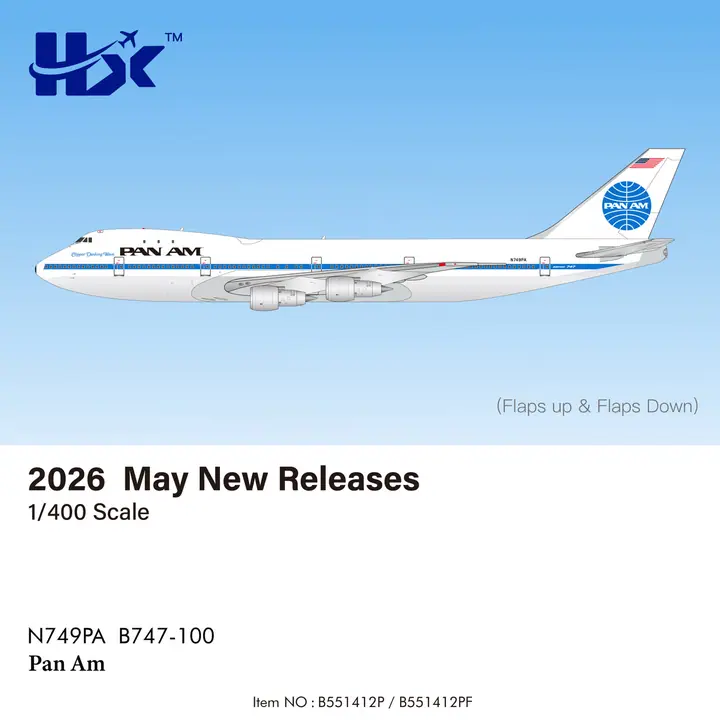 HX™
PAN AM
PAN AM
N749PA
(Flaps up & Flaps Down)
2026 May New Releases
1/400 Scale
N749PA B747-100
Pan Am
Item NO : B551412P / B551412PF